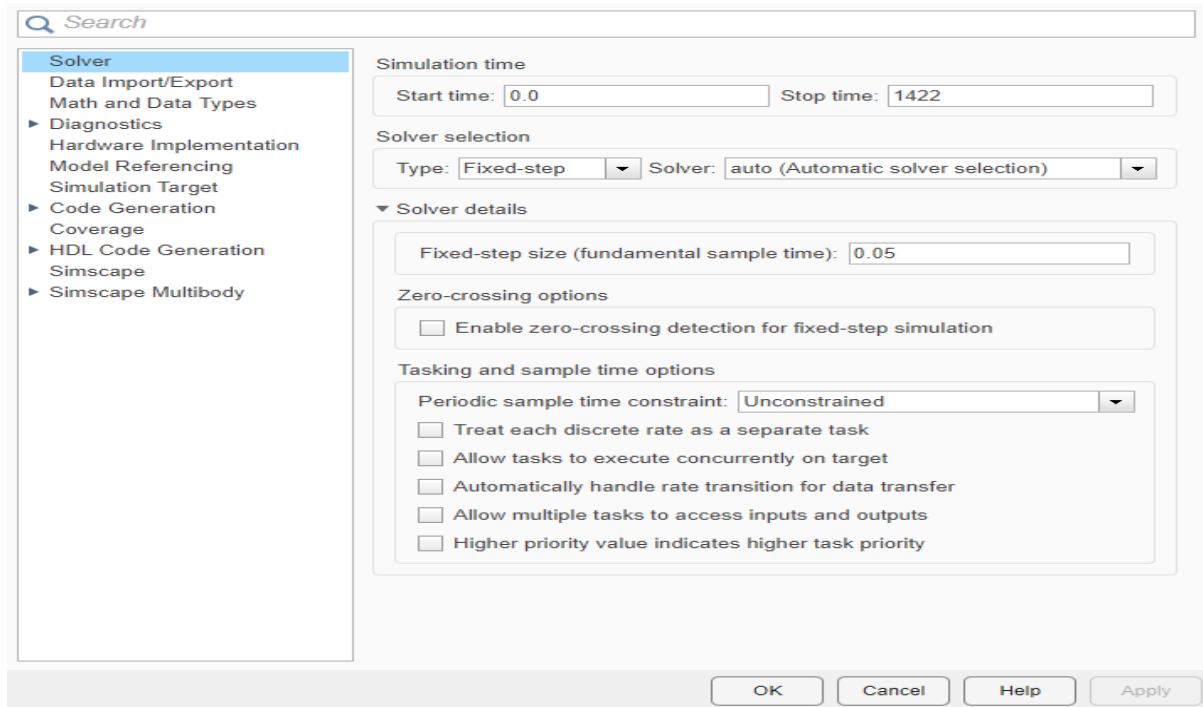 Search
Solver
Data Import/Export
Math and Data Types
Diagnostics
Hardware Implementation
Model Referencing
Simulation Target
Code Generation
Coverage
HDL Code Generation
Simscape
Simscape Multibody
Simulation time
Start time: 0.0 Stop time: 1422
Solver selection
Type: Fixed-step Solver: auto (Automatic solver selection)
Solver details
Fixed-step size (fundamental sample time): 0.05
Zero-crossing options
Enable zero-crossing detection for fixed-step simulation
Tasking and sample time options
Periodic sample time constraint: Unconstrained
Treat each discrete rate as a separate task
Allow tasks to execute concurrently on target
Automatically handle rate transition for data transfer
Allow multiple tasks to access inputs and outputs
Higher priority value indicates higher task priority
OK Cancel Help Apply